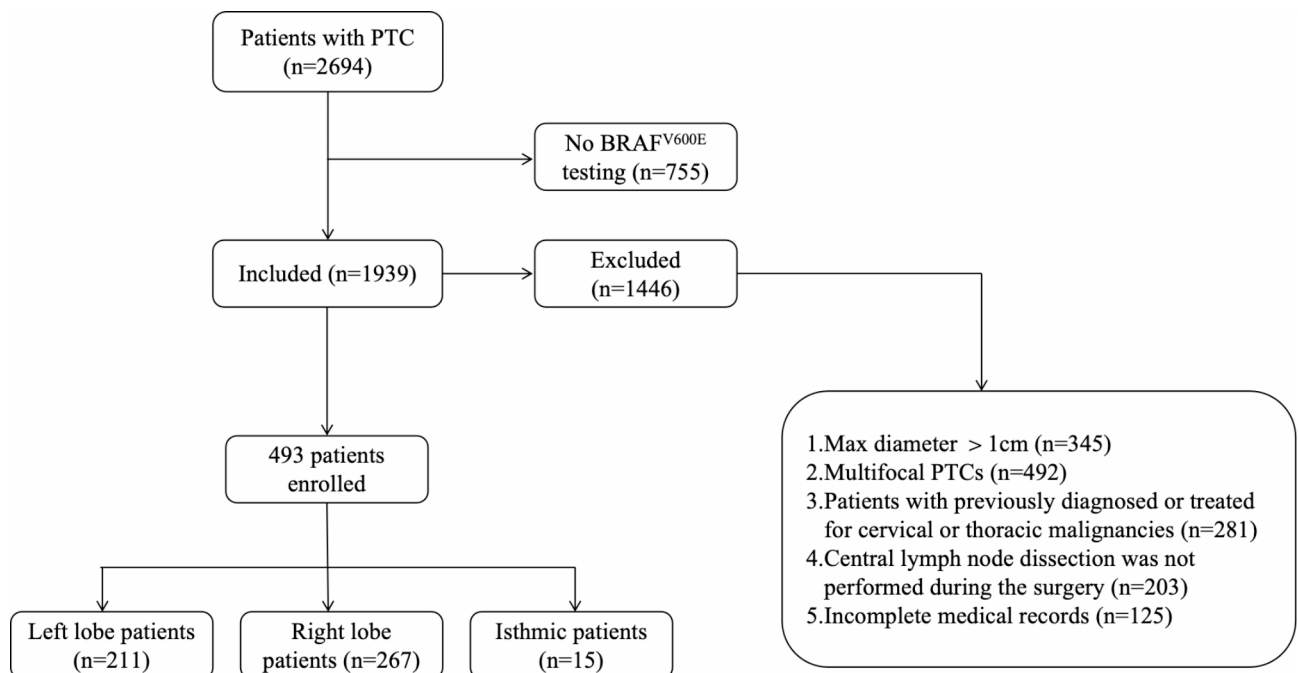 Patients with PTC
(n=2694)
No BRAFV600E
testing (n=755)
Included (n=1939)
Excluded
(n=1446)
1.Max diameter > 1cm (n=345)
2.Multifocal PTCs (n=492)
3.Patients with previously diagnosed or treated
for cervical or thoracic malignancies (n=281)
4.Central lymph node dissection was not
performed during the surgery (n=203)
5.Incomplete medical records (n=125)
493 patients
enrolled
Left lobe patients
(n=211)
Right lobe
patients (n=267)
Isthmic patients
(n=15)